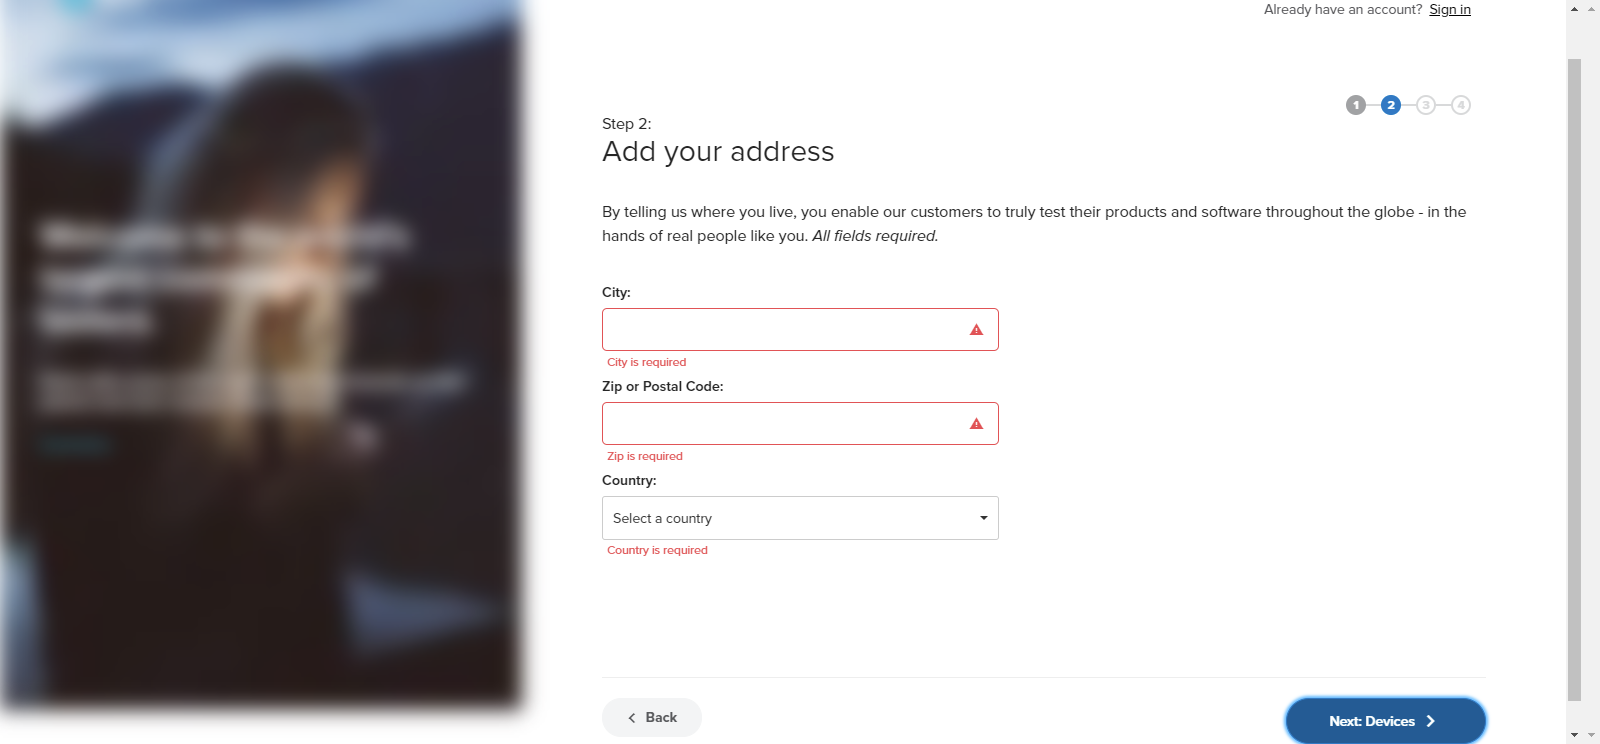 Already have an account? Sign in
1 2 3 4
Step 2:
Add your address
By telling us where you live, you enable our customers to truly test their products and software throughout the globe - in the
hands of real people like you. All fields required.
City:
City is required
Zip or Postal Code:
Zip is required
Country:
Select a country
Country is required
Back
Next: Devices